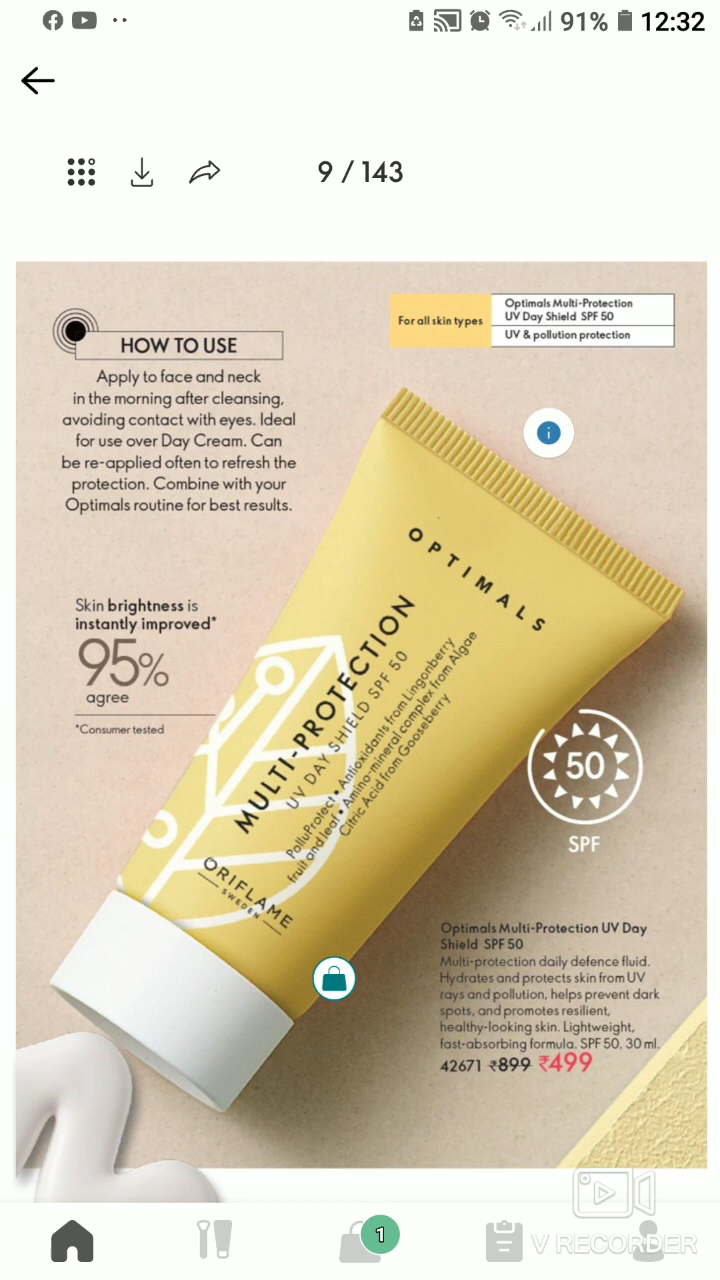 91% 12:32
9 / 143
For all skin types
Optimals Multi-Protection
UV Day Shield SPF 50
UV & pollution protection
HOW TO USE
Apply to face and neck
in the morning after cleansing,
avoiding contact with eyes. Ideal
for use over Day Cream. Can
be re-applied often to refresh the
protection. Combine with your
Optimals routine for best results.
Skin brightness is
instantly improved*
95%
agree
*Consumer tested
OPTIMALS
MULTI-PROTECTION
UV DAY SHIELD SPF 50
PolluProtect • Antioxidants from Lingonberry
fruit and leaf • Amino-mineral complex from Algae
Citric Acid from Gooseberry
ORIFLAME
SWEDEN
50
SPF
Optimals Multi-Protection UV Day
Shield SPF 50
Multi-protection daily defence fluid.
Hydrates and protects skin from UV
rays and pollution, helps prevent dark
spots, and promotes resilient,
healthy-looking skin. Lightweight,
fast-absorbing formula. SPF 50. 30 ml.
42671 ₹899 ₹499
1
V RECORDER